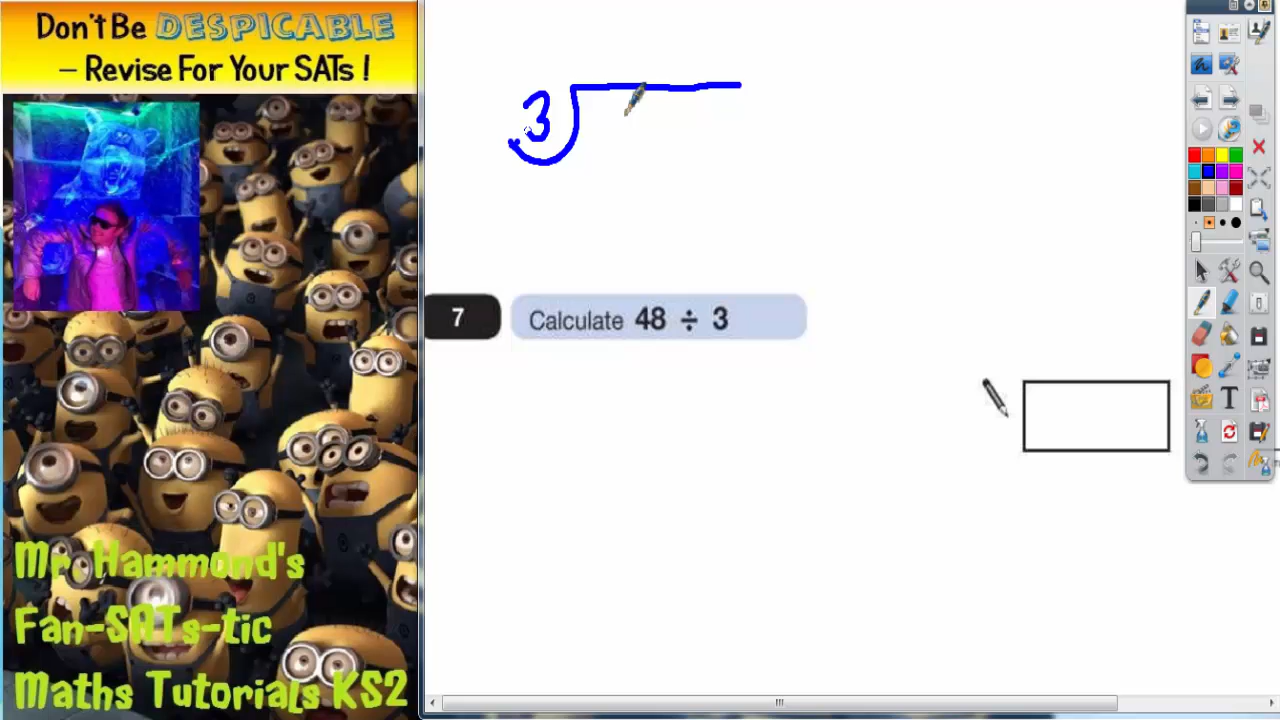 Don't Be DESPICABLE
– Revise For Your SATs !
3
7
Calculate 48 ÷ 3
Mr. Hammond's
Fan-SATs-tic
Maths Tutorials KS2
T